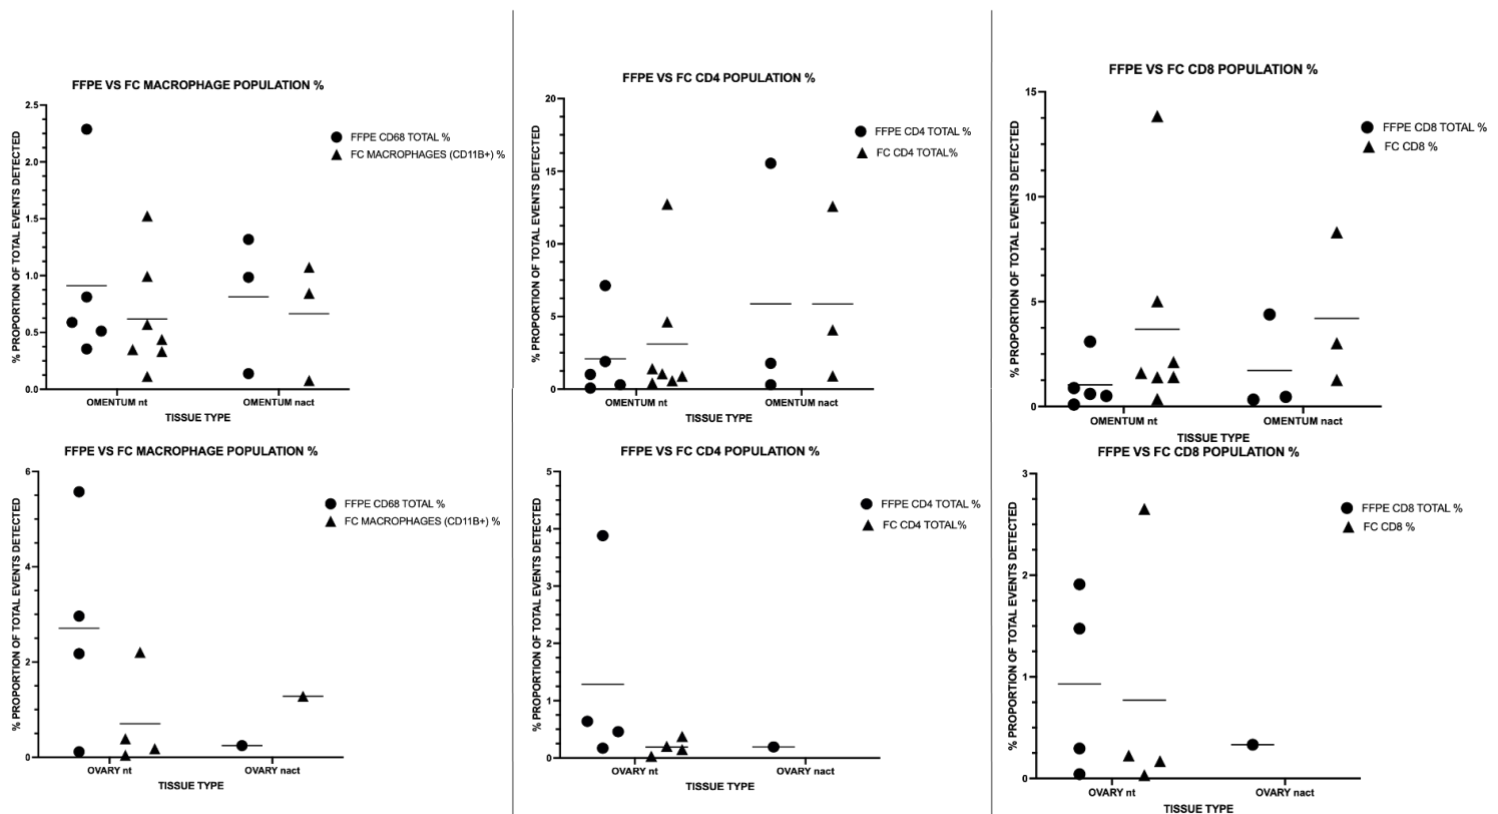 FFPE VS FC MACROPHAGE POPULATION %
% PROPORTION OF TOTAL EVENTS DETECTED
2.5
2.0
1.5
1.0
0.5
0.0
FFPE CD68 TOTAL %
FC MACROPHAGES (CD11B+) %
OMENTUM nt
OMENTUM nact
TISSUE TYPE
FFPE VS FC CD4 POPULATION %
% PROPORTION OF TOTAL EVENTS DETECTED
20
15
10
5
0
FFPE CD4 TOTAL %
FC CD4 TOTAL%
OMENTUM nt
OMENTUM nact
TISSUE TYPE
FFPE VS FC CD8 POPULATION %
% PROPORTION OF TOTAL EVENTS DETECTED
15
10
5
0
FFPE CD8 TOTAL %
FC CD8 %
OMENTUM nt
OMENTUM nact
TISSUE TYPE
FFPE VS FC MACROPHAGE POPULATION %
% PROPORTION OF TOTAL EVENTS DETECTED
6
4
2
0
FFPE CD68 TOTAL %
FC MACROPHAGES (CD11B+) %
OVARY nt
OVARY nact
TISSUE TYPE
FFPE VS FC CD4 POPULATION %
% PROPORTION OF TOTAL EVENTS DETECTED
5
4
3
2
1
0
FFPE CD4 TOTAL %
FC CD4 TOTAL%
OVARY nt
OVARY nact
TISSUE TYPE
FFPE VS FC CD8 POPULATION %
% PROPORTION OF TOTAL EVENTS DETECTED
3
2
1
0
FFPE CD8 TOTAL %
FC CD8 %
OVARY nt
OVARY nact
TISSUE TYPE